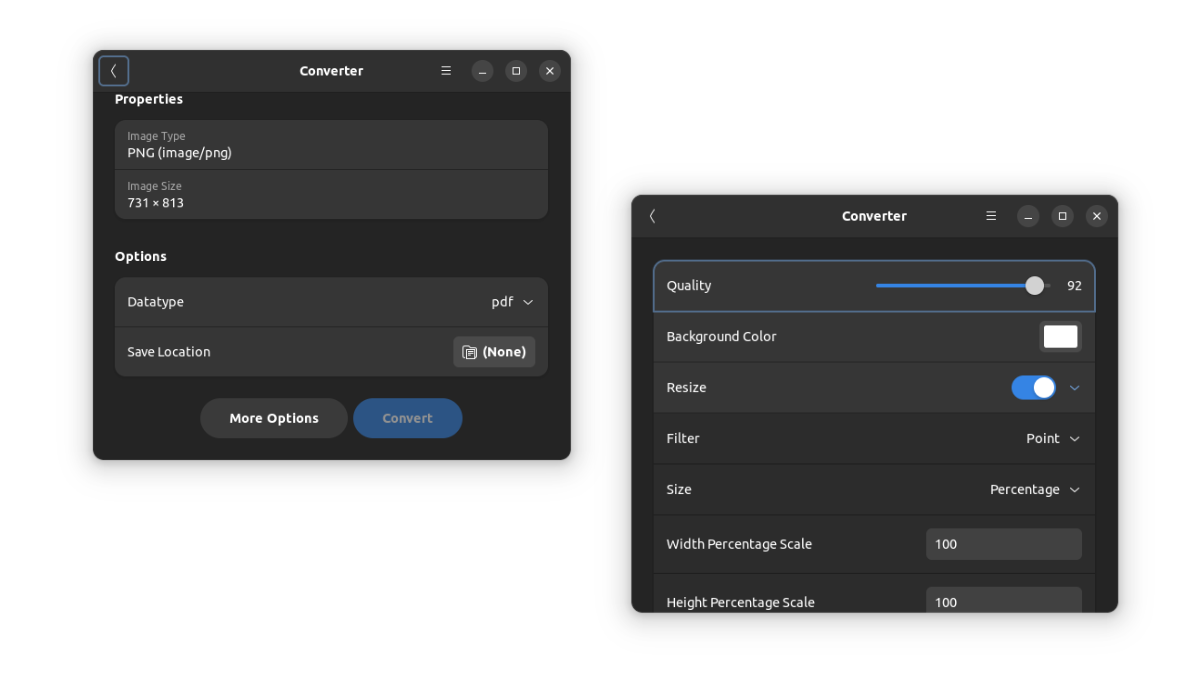 Converter
Properties
Image Type
PNG (image/png)
Image Size
731 × 813
Options
Datatype pdf
Save Location (None)
More Options Convert
Converter
Quality 92
Background Color
Resize
Filter Point
Size Percentage
Width Percentage Scale 100
Height Percentage Scale 100